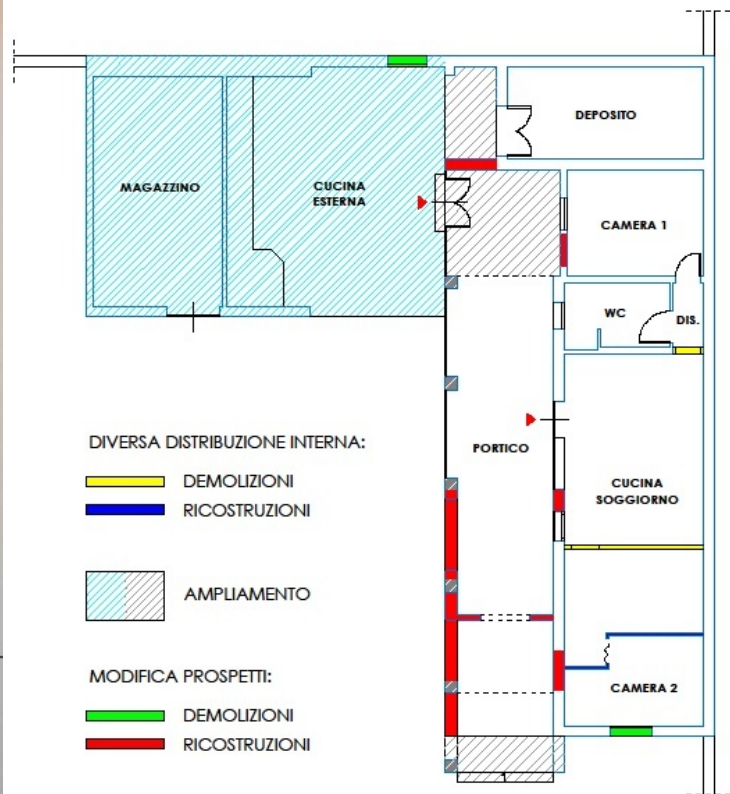 DEPOSITO
MAGAZZINO
CUCINA
ESTERNA
CAMERA 1
WC
DIS.
PORTICO
CUCINA
SOGGIORNO
CAMERA 2
DIVERSA DISTRIBUZIONE INTERNA:
DEMOLIZIONI
RICOSTRUZIONI
AMPLIAMENTO
MODIFICA PROSPETTI:
DEMOLIZIONI
RICOSTRUZIONI